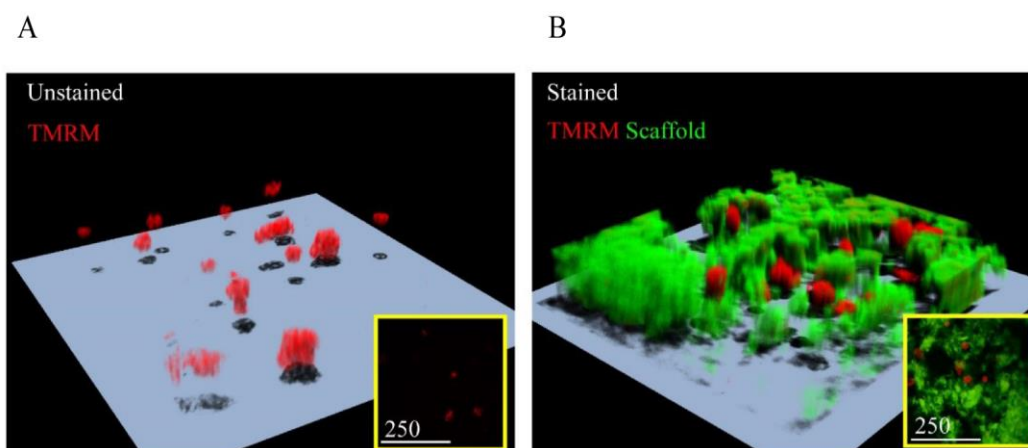 A
B
Unstained
TMRM
Stained
TMRM Scaffold
250
250